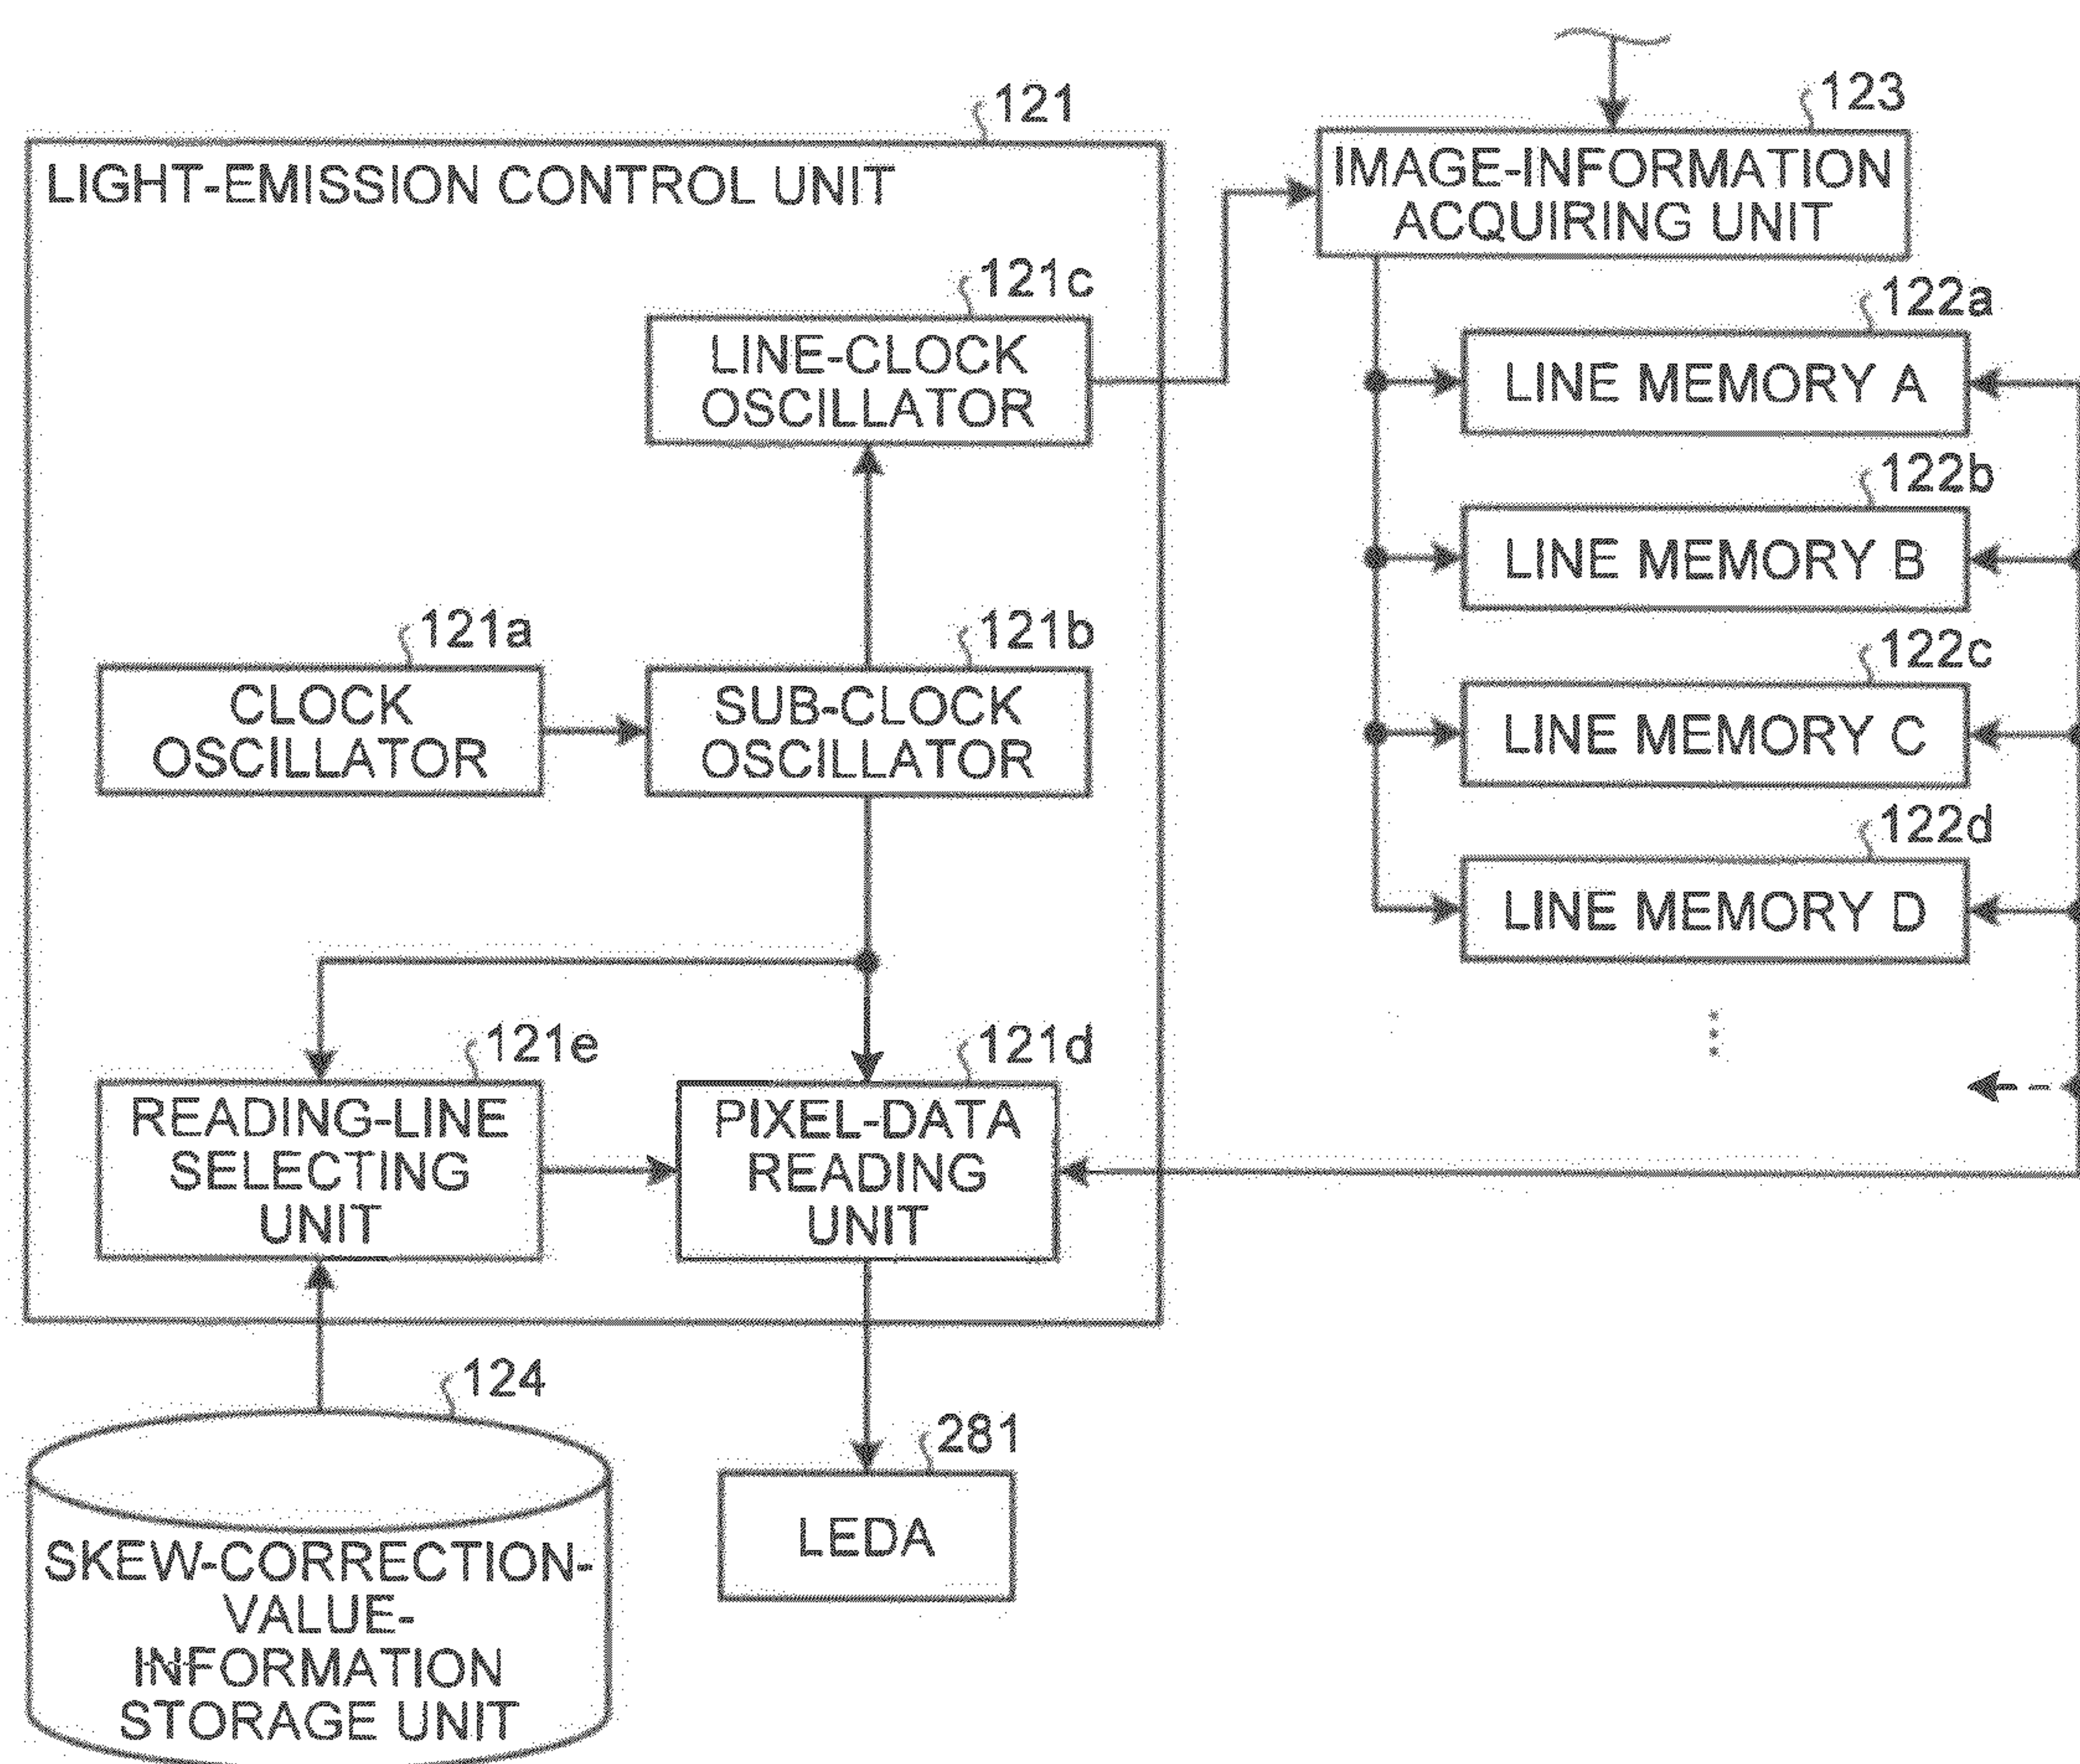 121
LIGHT-EMISSION CONTROL UNIT
123
IMAGE-INFORMATION
ACQUIRING UNIT
121c
LINE-CLOCK
OSCILLATOR
122a
LINE MEMORY A
122b
LINE MEMORY B
121a
CLOCK
OSCILLATOR
121b
SUB-CLOCK
OSCILLATOR
122c
LINE MEMORY C
122d
LINE MEMORY D
121e
READING-LINE
SELECTING
UNIT
121d
PIXEL-DATA
READING
UNIT
124
SKEW-CORRECTION-
VALUE-
INFORMATION
STORAGE UNIT
281
LEDA